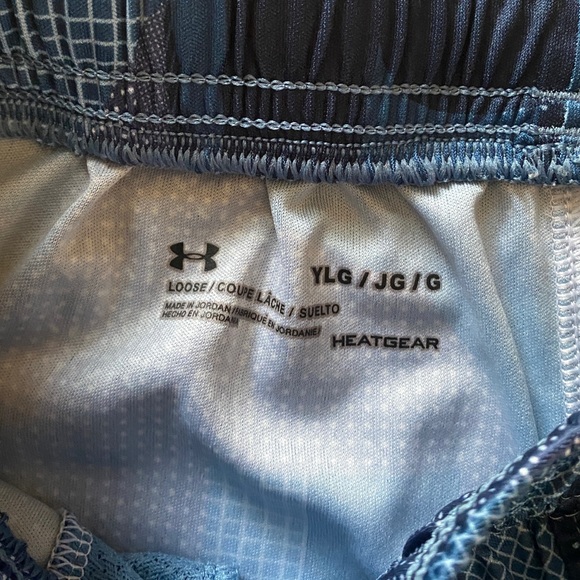 YLG / JG / G
LOOSE / COUPE LÂCHE / SUELTO
MADE IN JORDAN / FABRIQUÉ EN JORDANIE /
HECHO EN JORDANIA
HEATGEAR